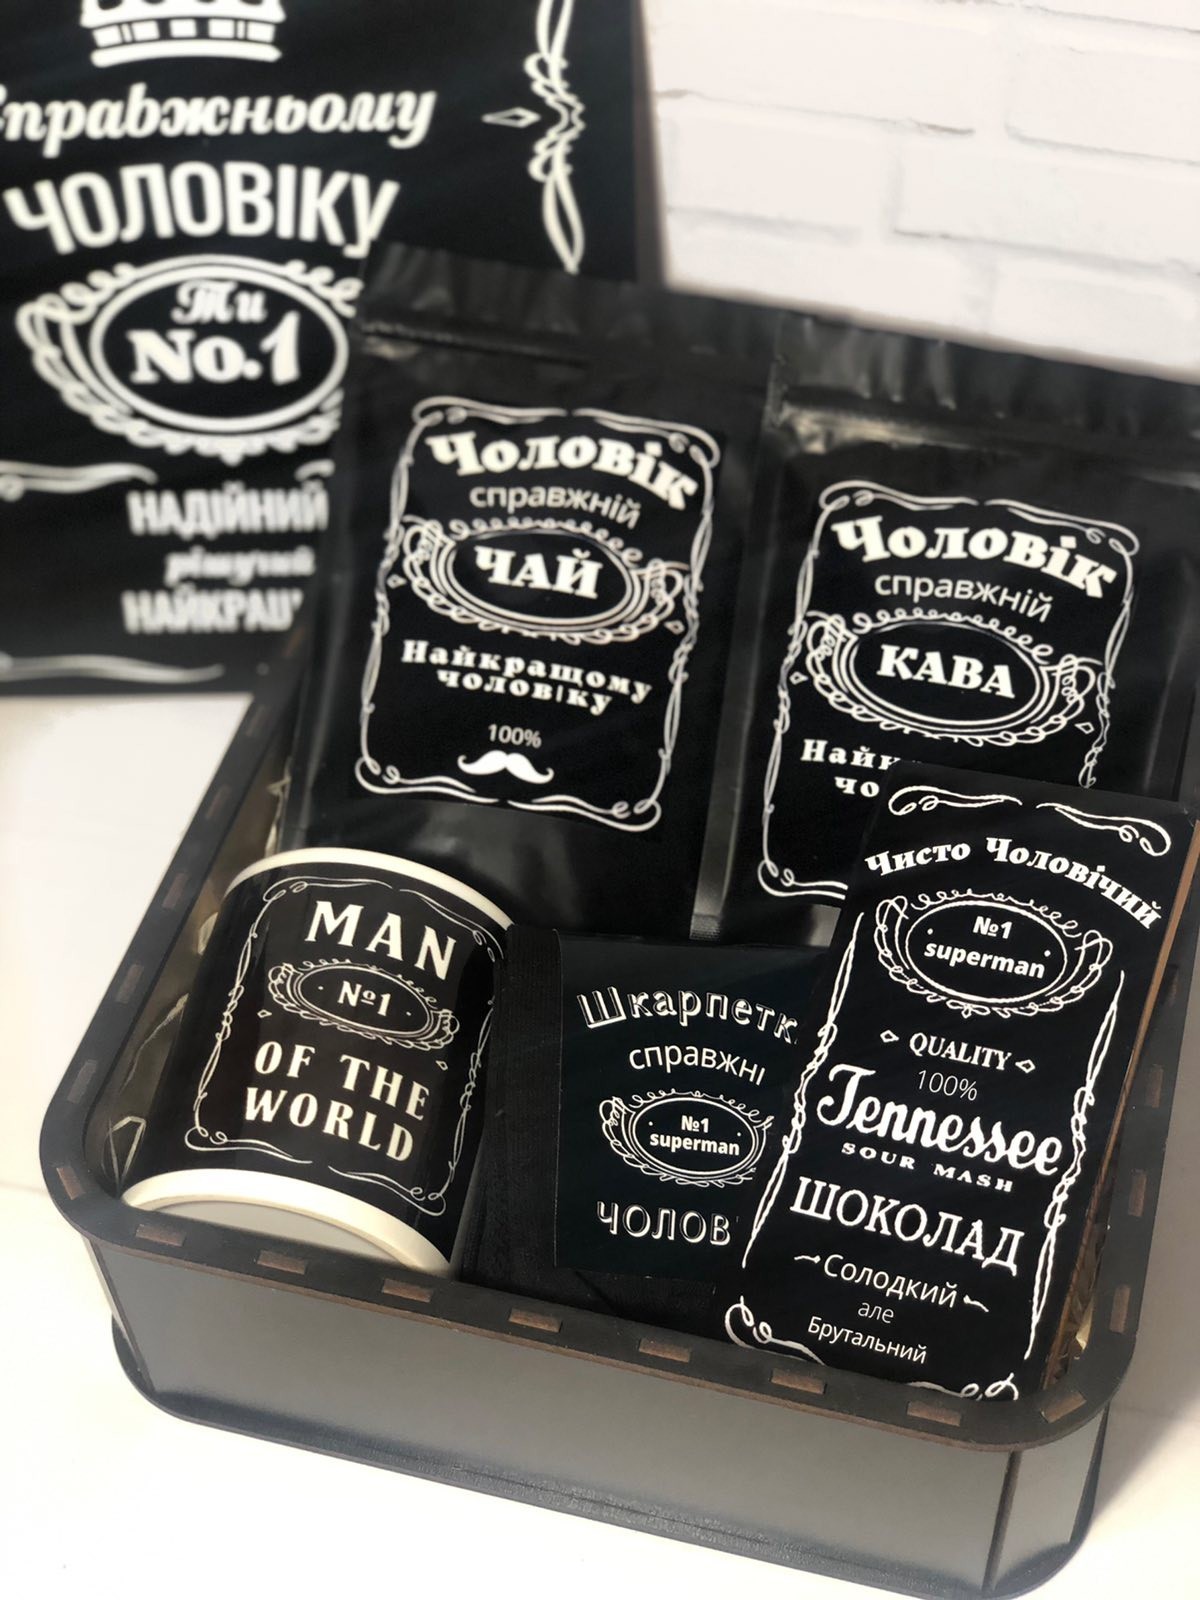 Справжньому
ЧОЛОВІКУ
Ти
No.1
НАДІЙНИЙ
рішучий
Чоловік
справжній
ЧАЙ
Найкращому
чоловіку
100%
Чоловік
справжній
КАВА
MAN
№1
OF THE
WORLD
справжні
№1
superman
Чисто Чоловічий
№1
superman
QUALITY
100%
Tennessee
SOUR MASH
ШОКОЛАД
Солодкий
але
Брутальний